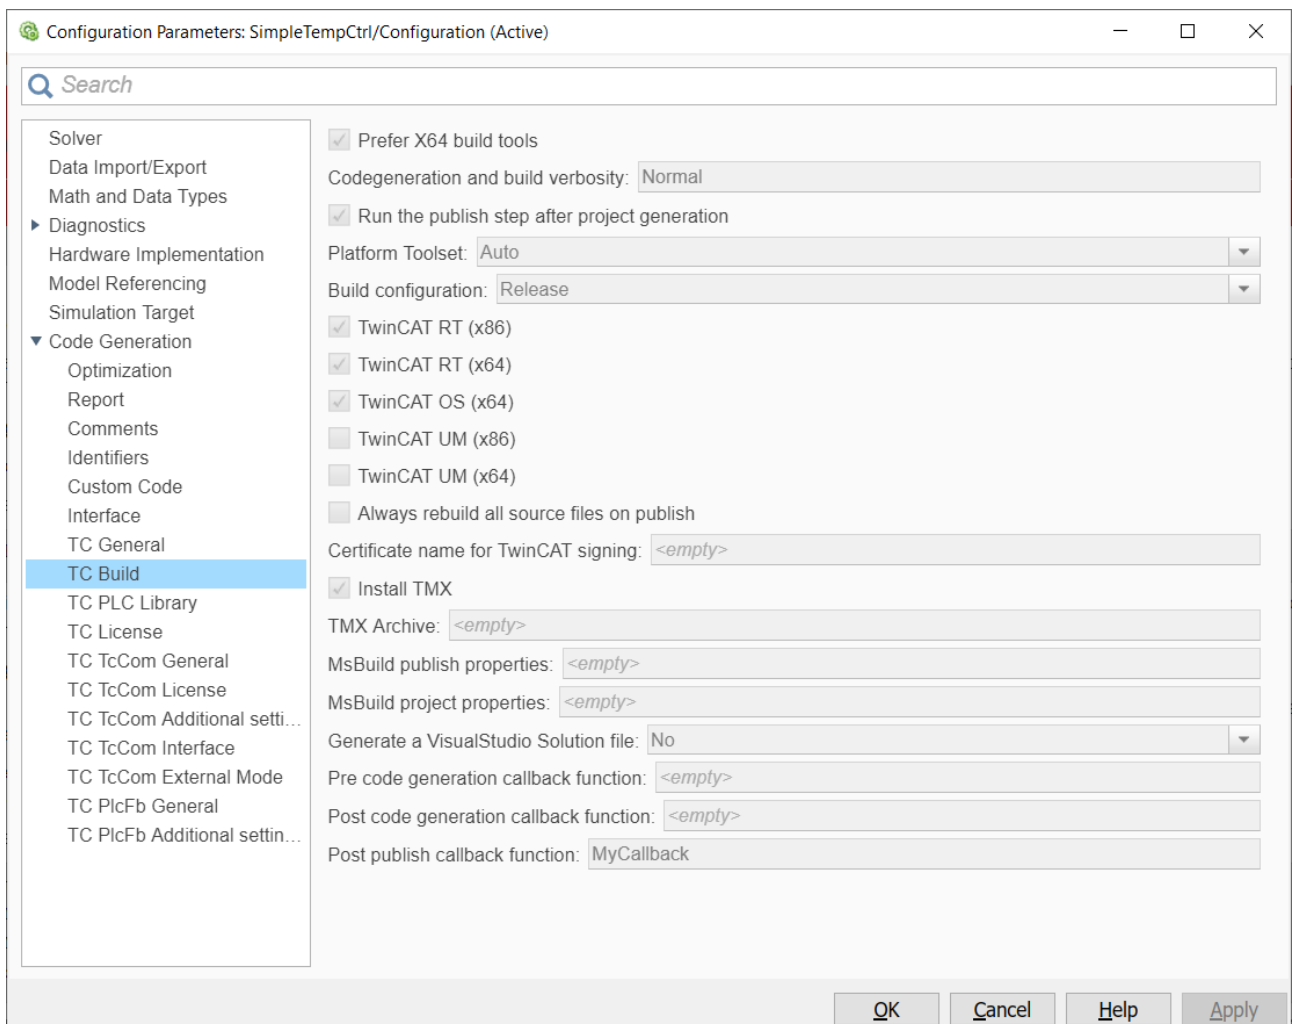 Configuration Parameters: SimpleTempCtrl/Configuration (Active)
Search
Solver
Data Import/Export
Math and Data Types
Diagnostics
Hardware Implementation
Model Referencing
Simulation Target
Code Generation
Optimization
Report
Comments
Identifiers
Custom Code
Interface
TC General
TC Build
TC PLC Library
TC License
TC TcCom General
TC TcCom License
TC TcCom Additional setti...
TC TcCom Interface
TC TcCom External Mode
TC PlcFb General
TC PlcFb Additional settin...
Prefer X64 build tools
Codegeneration and build verbosity: Normal
Run the publish step after project generation
Platform Toolset: Auto
Build configuration: Release
TwinCAT RT (x86)
TwinCAT RT (x64)
TwinCAT OS (x64)
TwinCAT UM (x86)
TwinCAT UM (x64)
Always rebuild all source files on publish
Certificate name for TwinCAT signing: <empty>
Install TMX
TMX Archive: <empty>
MsBuild publish properties: <empty>
MsBuild project properties: <empty>
Generate a VisualStudio Solution file: No
Pre code generation callback function: <empty>
Post code generation callback function: <empty>
Post publish callback function: MyCallback
OK Cancel Help Apply